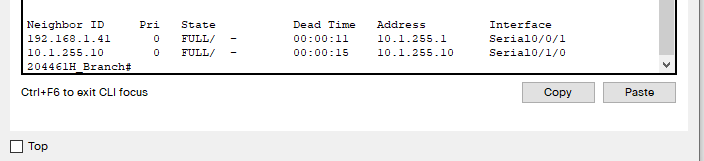 Neighbor ID     Pri   State           Dead Time   Address         Interface
192.168.1.41      0   FULL/  -        00:00:11    10.1.255.1      Serial0/0/1
10.1.255.10       0   FULL/  -        00:00:15    10.1.255.10     Serial0/1/0
204461H_Branch#
Ctrl+F6 to exit CLI focus Copy Paste
Top